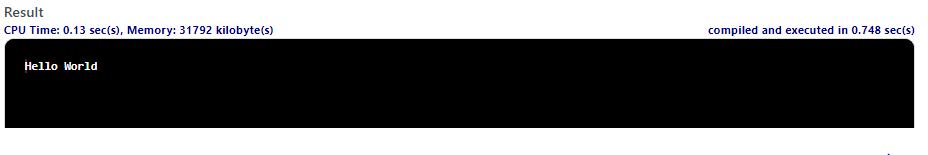 Result
CPU Time: 0.13 sec(s), Memory: 31792 kilobyte(s) compiled and executed in 0.748 sec(s)
Hello World